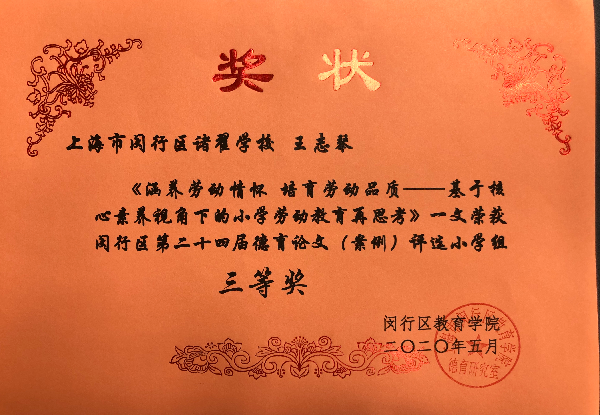 奖状
上海市闵行区诸翟学校 王志琴
《涵养劳动情怀 培育劳动品质——基于核
心素养视角下的小学劳动教育再思考》一文荣获
闵行区第二十四届德育论文（案例）评选小学组
三等奖
闵行区教育学院
二〇二〇年五月
德育研究室